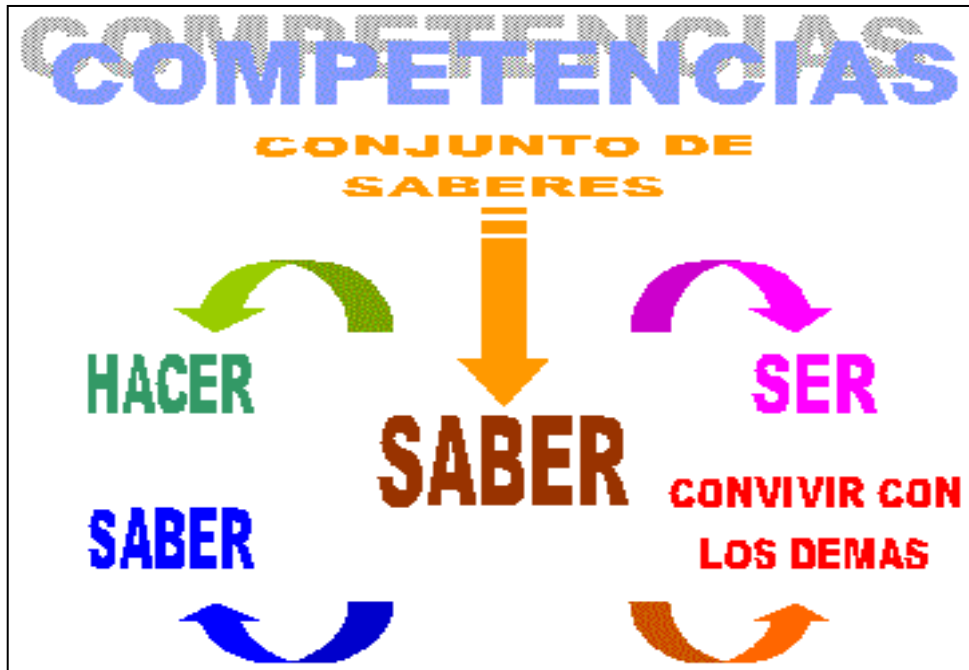 COMPETENCIAS
CONJUNTO DE
SABERES
HACER
SER
SABER
SABER
CONVIVIR CON
LOS DEMAS